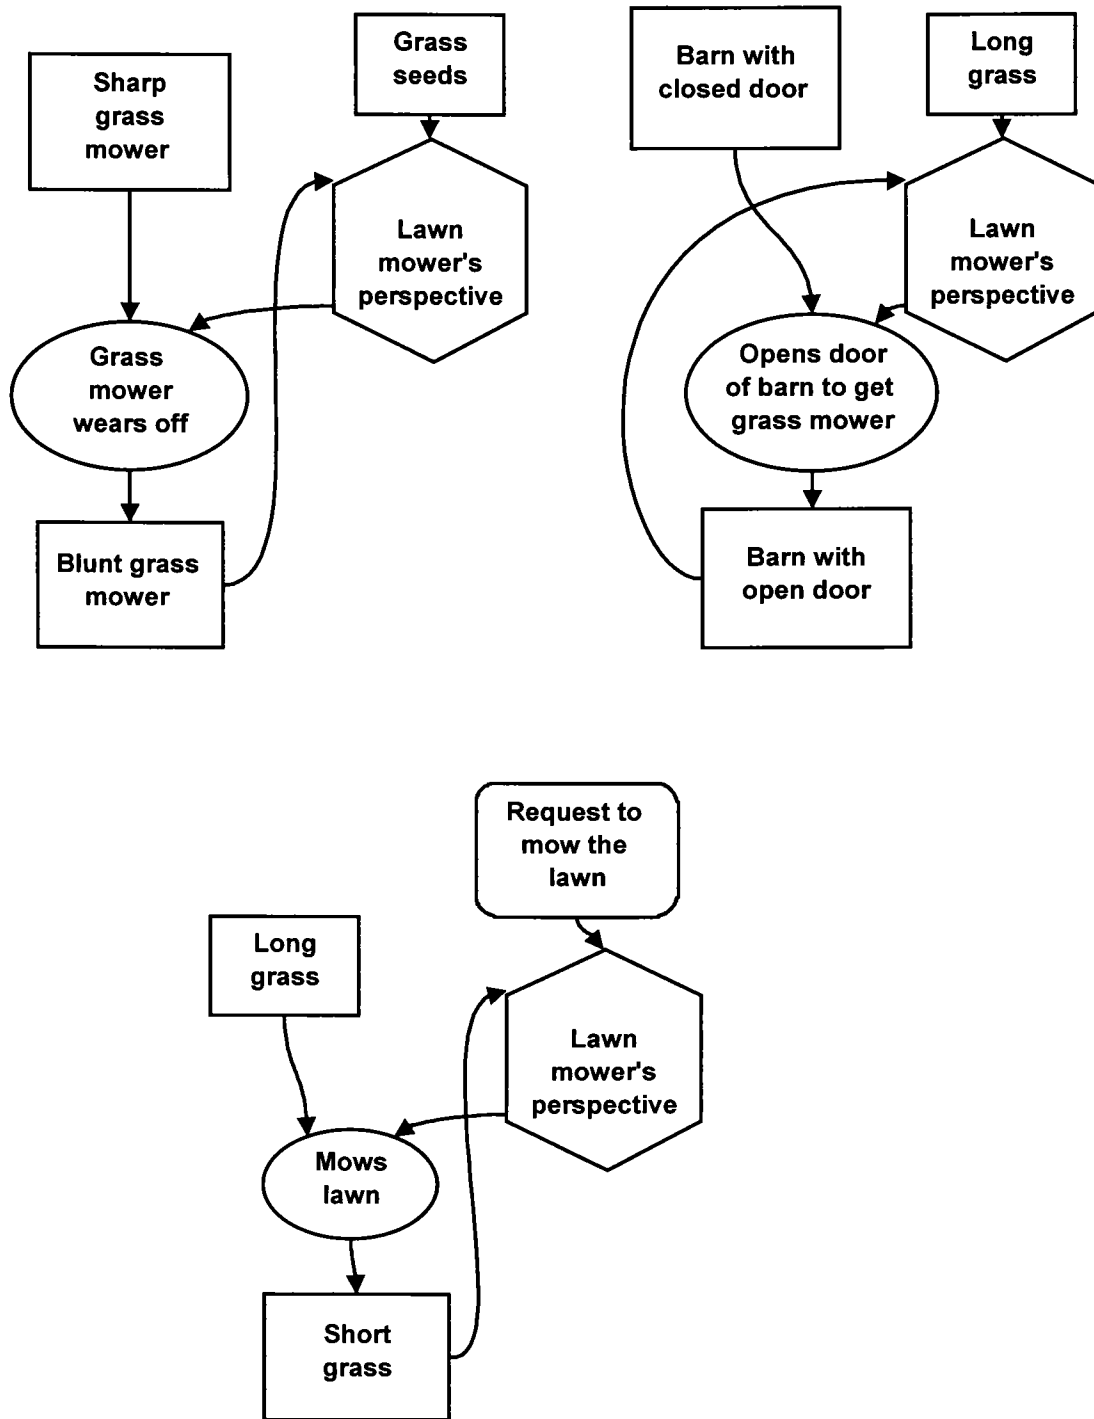 Sharp
grass
mower
Grass
seeds
Lawn
mower's
perspective
Grass
mower
wears off
Blunt grass
mower
Barn with
closed door
Long
grass
Lawn
mower's
perspective
Opens door
of barn to get
grass mower
Barn with
open door
Request to
mow the
lawn
Long
grass
Lawn
mower's
perspective
Mows
lawn
Short
grass